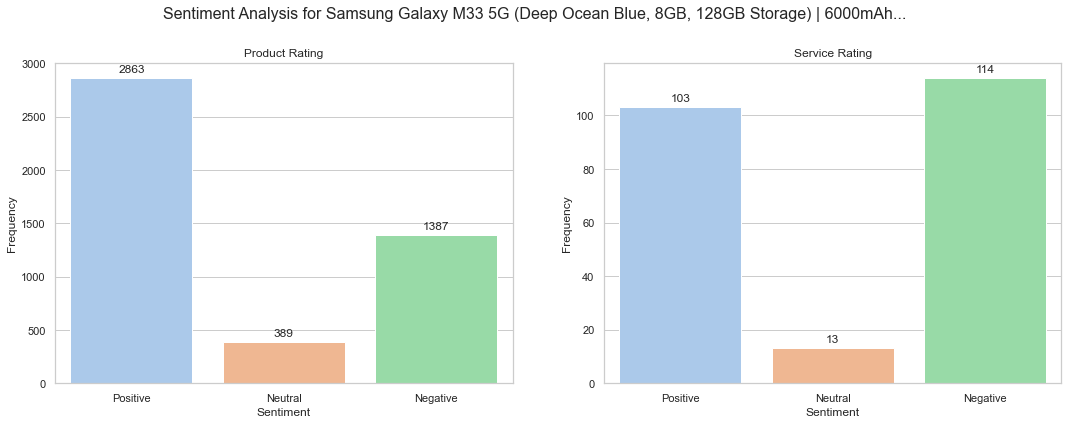 Sentiment Analysis for Samsung Galaxy M33 5G (Deep Ocean Blue, 8GB, 128GB Storage) | 6000mAh...
Product Rating
3000
2500
2000
1500
1000
500
0
Frequency
2863
389
1387
Positive
Neutral
Negative
Sentiment
Service Rating
100
80
60
40
20
0
Frequency
103
13
114
Positive
Neutral
Negative
Sentiment